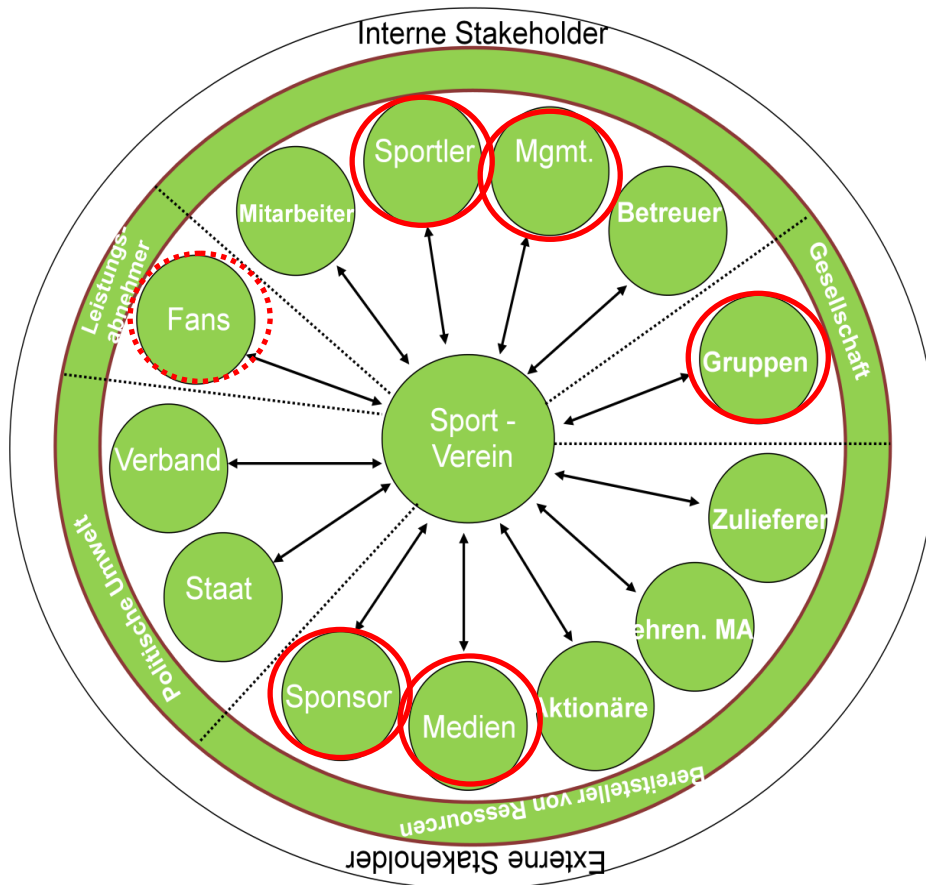 Interne Stakeholder
Sportler
Mgmt.
Mitarbeiter
Betreuer
Leistungs-
abnehmer
Gesellschaft
Fans
Gruppen
Sport -
Verein
Verband
Zulieferer
Staat
ehren. MA
Politische Umwelt
Sponsor
Medien
Aktionäre
Bereitsteller von Ressourcen
Externe Stakeholder